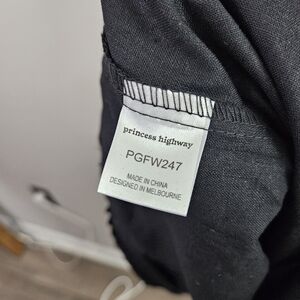 princess highway
PGFW247
MADE IN CHINA
DESIGNED IN MELBOURNE